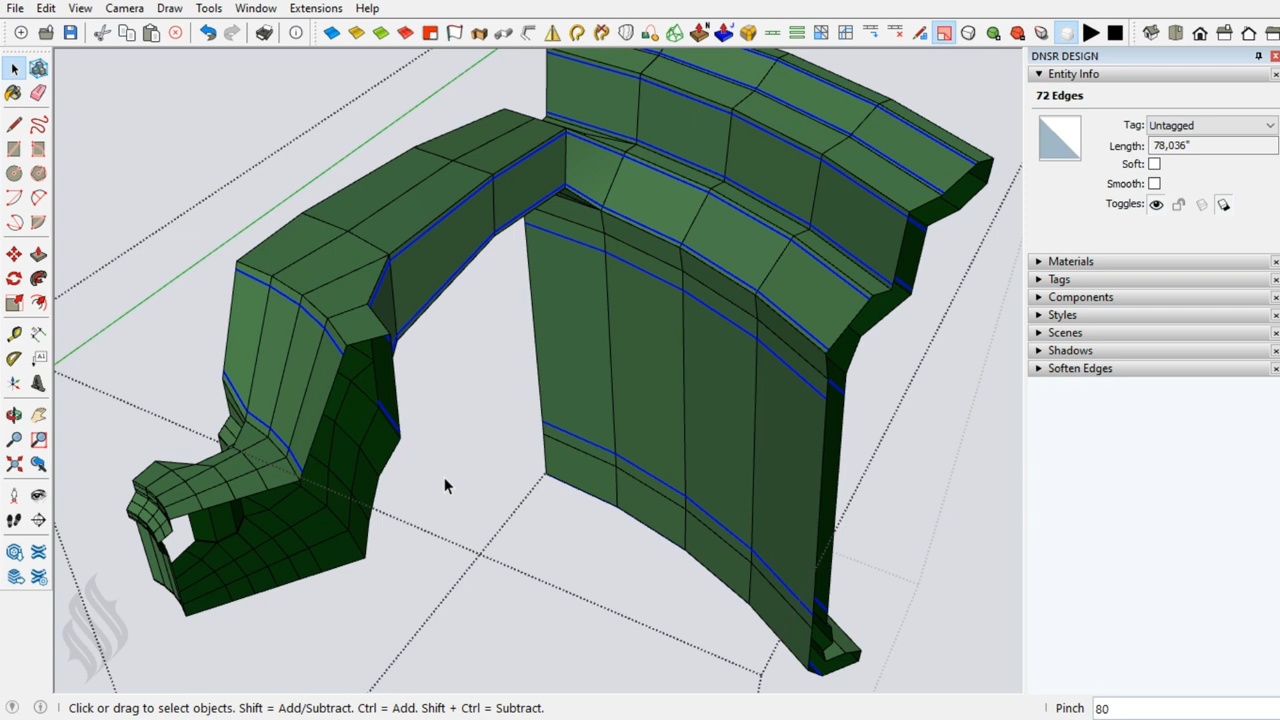 File Edit View Camera Draw Tools Window Extensions Help
DNSR DESIGN
Entity Info
72 Edges
Tag: Untagged
Length: 78,036"
Soft:
Smooth:
Toggles:
Materials
Tags
Components
Styles
Scenes
Shadows
Soften Edges
Click or drag to select objects. Shift = Add/Subtract. Ctrl = Add. Shift + Ctrl = Subtract.
Pinch 80